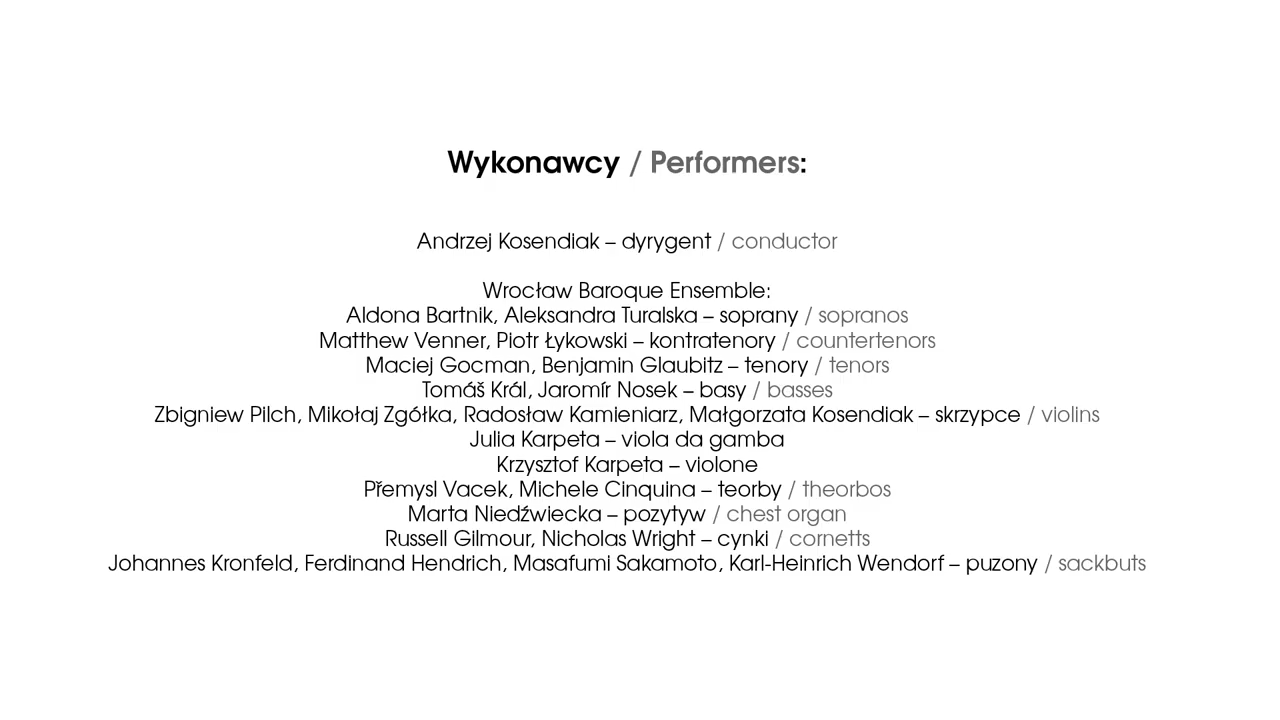 Wykonawcy / Performers:
Andrzej Kosendiak – dyrygent / conductor
Wrocław Baroque Ensemble:
Aldona Bartnik, Aleksandra Turalska – soprany / sopranos
Matthew Venner, Piotr Łykowski – kontratenory / countertenors
Maciej Gocman, Benjamin Glaubitz – tenory / tenors
Tomáš Král, Jaromír Nosek – basy / basses
Zbigniew Pilch, Mikołaj Zgółka, Radosław Kamieniarz, Małgorzata Kosendiak – skrzypce / violins
Julia Karpeta – viola da gamba
Krzysztof Karpeta – violone
Přemysl Vacek, Michele Cinquina – teorby / theorbos
Marta Niedźwiecka – pozytyw / chest organ
Russell Gilmour, Nicholas Wright – cynki / cornetts
Johannes Kronfeld, Ferdinand Hendrich, Masafumi Sakamoto, Karl-Heinrich Wendorf – puzony / sackbuts